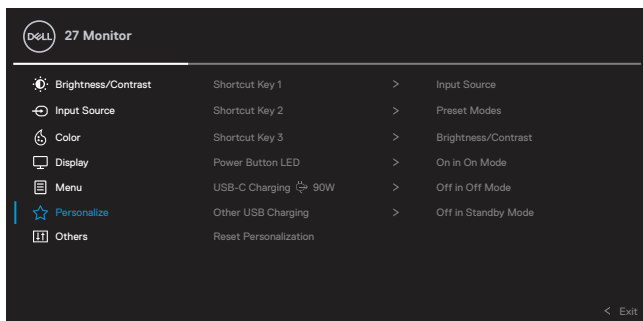 DELL 27 Monitor
Brightness/Contrast Shortcut Key 1 > Input Source
Input Source Shortcut Key 2 > Preset Modes
Color Shortcut Key 3 > Brightness/Contrast
Display Power Button LED > On in On Mode
Menu USB-C Charging 90W > Off in Off Mode
Personalize Other USB Charging > Off in Standby Mode
Others Reset Personalization
< Exit